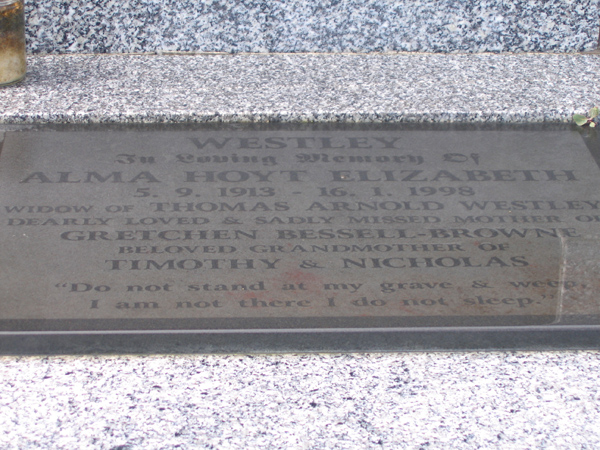 WESTLEY
In Loving Memory Of
ALMA HOYT ELIZABETH
5. 9. 1913 - 16. 1. 1998
WIDOW OF THOMAS ARNOLD WESTLEY
DEARLY LOVED & SADLY MISSED MOTHER OF
GRETCHEN BESSELL-BROWNE
BELOVED GRANDMOTHER OF
TIMOTHY & NICHOLAS
"Do not stand at my grave & weep,
I am not there I do not sleep."